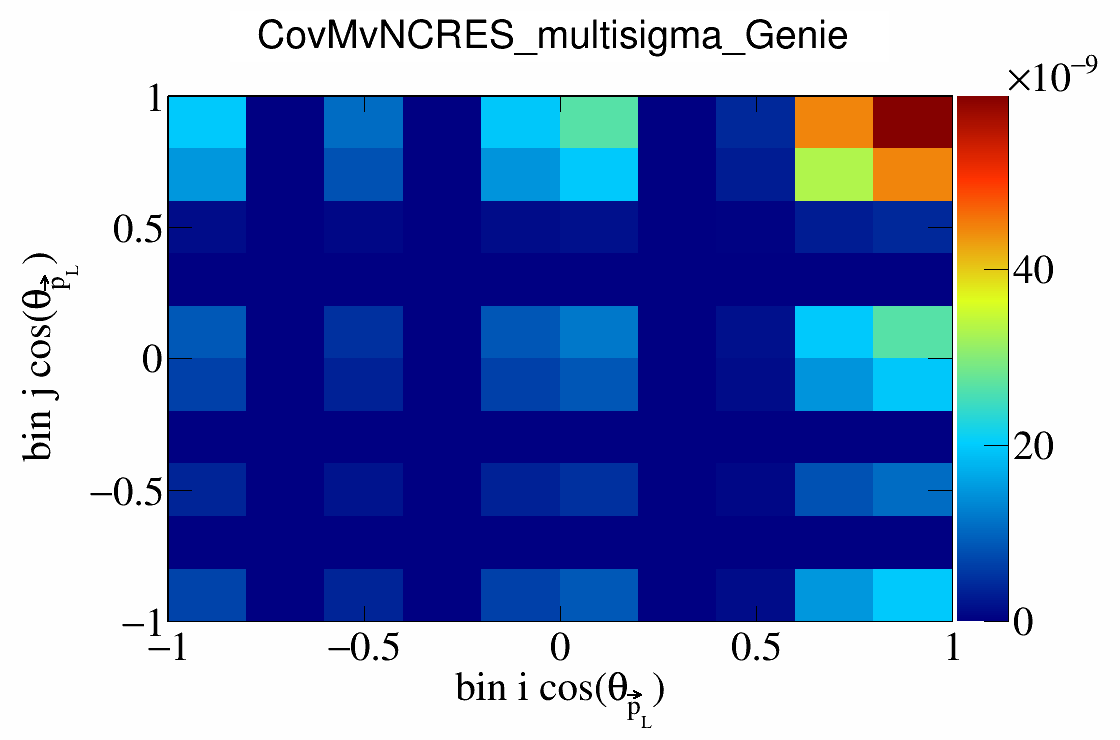 CovMvNCRES_multisigma_Genie
×10⁻⁹
1
0.5
0
−0.5
−1
bin j cos(θ_p⃗_L)
40
20
0
−1 −0.5 0 0.5 1
bin i cos(θ_p⃗_L)